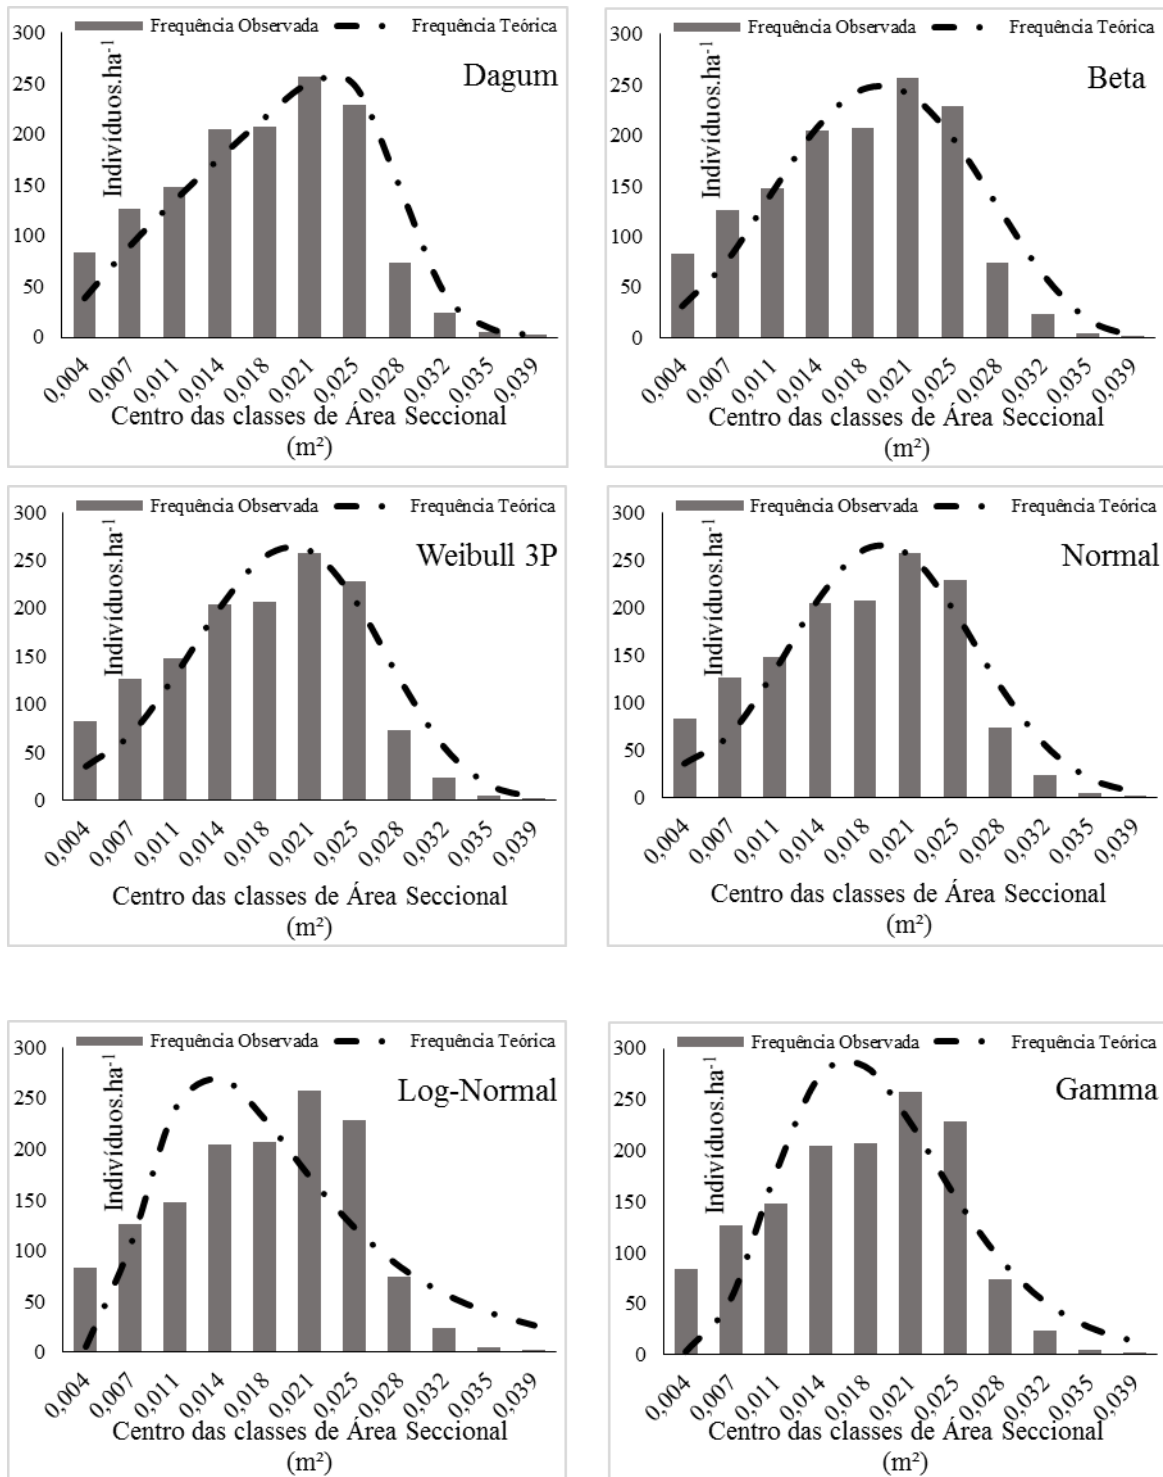 Frequência Observada Frequência Teórica
Dagum
Indivíduos.ha⁻¹
300
250
200
150
100
50
0
0,004 0,007 0,011 0,014 0,018 0,021 0,025 0,028 0,032 0,035 0,039
Centro das classes de Área Seccional
(m²)
Frequência Observada Frequência Teórica
Beta
Indivíduos.ha⁻¹
300
250
200
150
100
50
0
0,004 0,007 0,011 0,014 0,018 0,021 0,025 0,028 0,032 0,035 0,039
Centro das classes de Área Seccional
(m²)
Frequência Observada Frequência Teórica
Weibull 3P
Indivíduos.ha⁻¹
300
250
200
150
100
50
0
0,004 0,007 0,011 0,014 0,018 0,021 0,025 0,028 0,032 0,035 0,039
Centro das classes de Área Seccional
(m²)
Frequência Observada Frequência Teórica
Normal
Indivíduos.ha⁻¹
300
250
200
150
100
50
0
0,004 0,007 0,011 0,014 0,018 0,021 0,025 0,028 0,032 0,035 0,039
Centro das classes de Área Seccional
(m²)
Frequência Observada Frequência Teórica
Log-Normal
Indivíduos.ha⁻¹
300
250
200
150
100
50
0
0,004 0,007 0,011 0,014 0,018 0,021 0,025 0,028 0,032 0,035 0,039
Centro das classes de Área Seccional
(m²)
Frequência Observada Frequência Teórica
Gamma
Indivíduos.ha⁻¹
300
250
200
150
100
50
0
0,004 0,007 0,011 0,014 0,018 0,021 0,025 0,028 0,032 0,035 0,039
Centro das classes de Área Seccional
(m²)